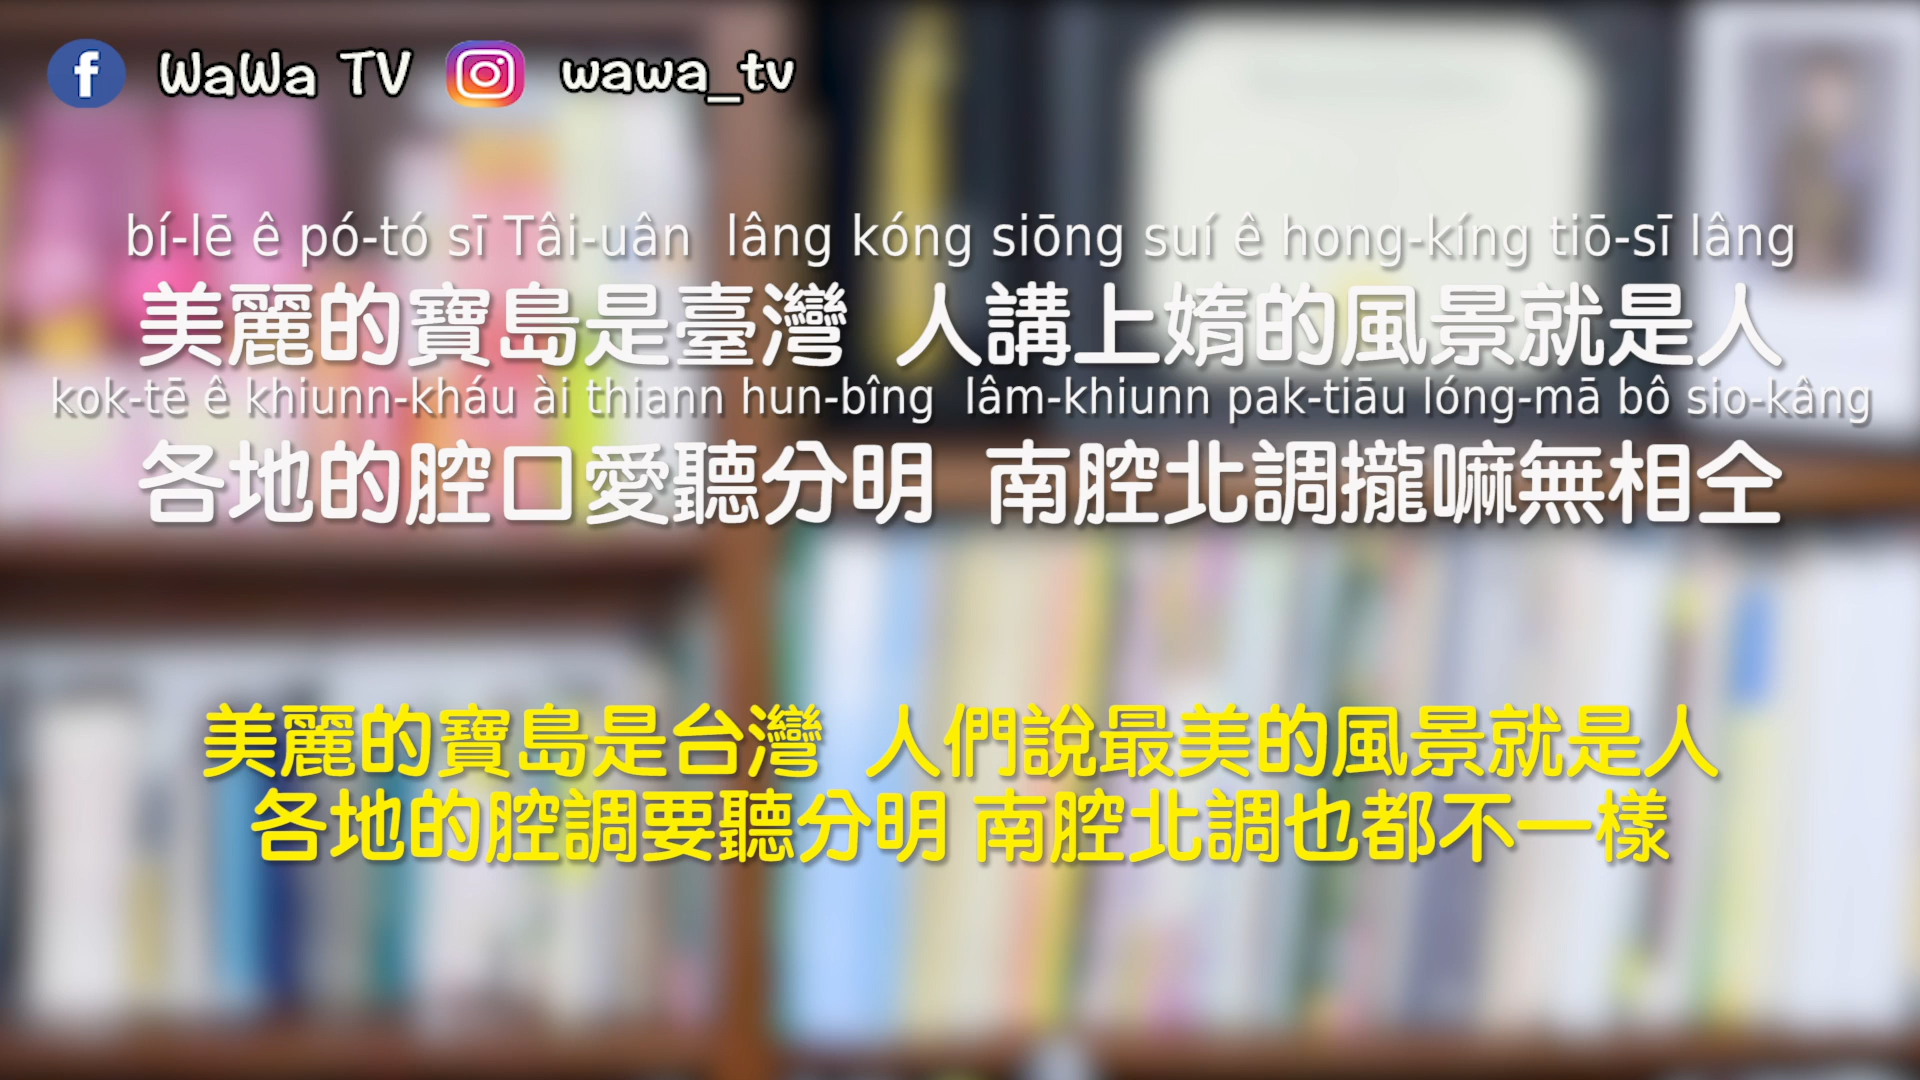 WaWa TV wawa_tv
bí-lē ê pó-tó sī Tâi-uân lâng kóng siōng suí ê hong-kíng tiō-sī lâng
美麗的寶島是臺灣 人講上媠的風景就是人
kok-tē ê khiunn-kháu ài thiann hun-bîng lâm-khiunn pak-tiāu lóng-mā bô sio-kâng
各地的腔口愛聽分明 南腔北調攏嘛無相仝
美麗的寶島是台灣 人們說最美的風景就是人
各地的腔調要聽分明 南腔北調也都不一樣